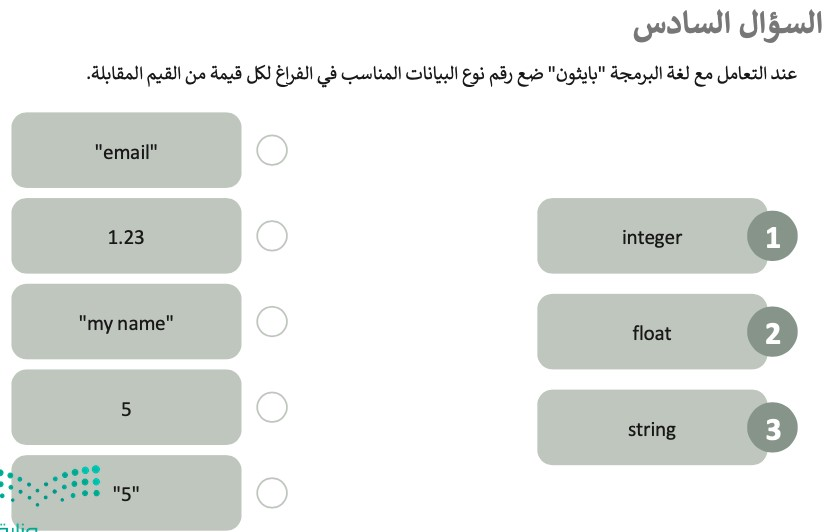 السؤال السادس
عند التعامل مع لغة البرمجة "بايثون" ضع رقم نوع البيانات المناسب في الفراغ لكل قيمة من القيم المقابلة.
1 integer
2 float
3 string
"email"
1.23
"my name"
5
"5"